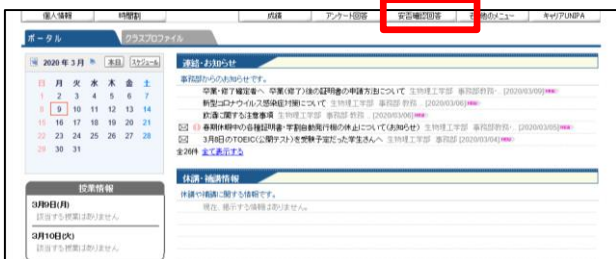 個人情報 時間割 成績 アンケート回答 安否確認回答 その他のメニュー キャリアUNIPA
ポータル クラスプロファイル
2020年3月 本日 スケジュール
日 月 火 水 木 金 土
1 2 3 4 5 6 7
8 9 10 11 12 13 14
15 16 17 18 19 20 21
22 23 24 25 26 27 28
29 30 31
授業情報
3月9日(月)
該当する授業はありません
3月10日(火)
該当する授業はありません
連絡・お知らせ
事務部からのお知らせです。
卒業・修了確定者へ 卒業(修了)後の証明書の申請方法について 生物理工学部 事務部教務... [2020/03/09]
新型コロナウイルス感染症対策について 生物理工学部 事務部 教務... [2020/03/06]
飲酒に関する注意事項 生物理工学部 事務部 教務... [2020/03/06]
春期休暇中の各種証明書・学割自動発行機の休止について(お知らせ) 生物理工学部 事務部教務... [2020/03/05]
3月8日のTOEIC(公開テスト)を受験予定だった学生さんへ 生物理工学部 事務部 [2020/03/04]
全26件 全て表示する
休講・補講情報
休講や補講に関する情報です。
現在、掲示する情報はありません。